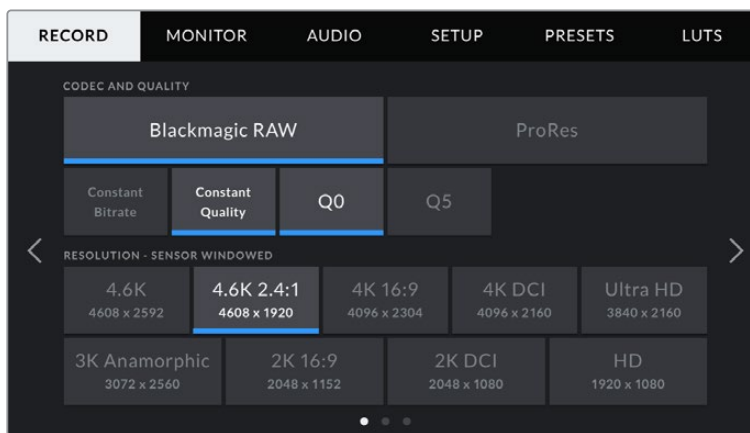 RECORD MONITOR AUDIO SETUP PRESETS LUTS
CODEC AND QUALITY
Blackmagic RAW ProRes
Constant Bitrate Constant Quality Q0 Q5
RESOLUTION - SENSOR WINDOWED
4.6K 4.6K 2.4:1 4K 16:9 4K DCI Ultra HD
4608 x 2592 4608 x 1920 4096 x 2304 4096 x 2160 3840 x 2160
3K Anamorphic 2K 16:9 2K DCI HD
3072 x 2560 2048 x 1152 2048 x 1080 1920 x 1080